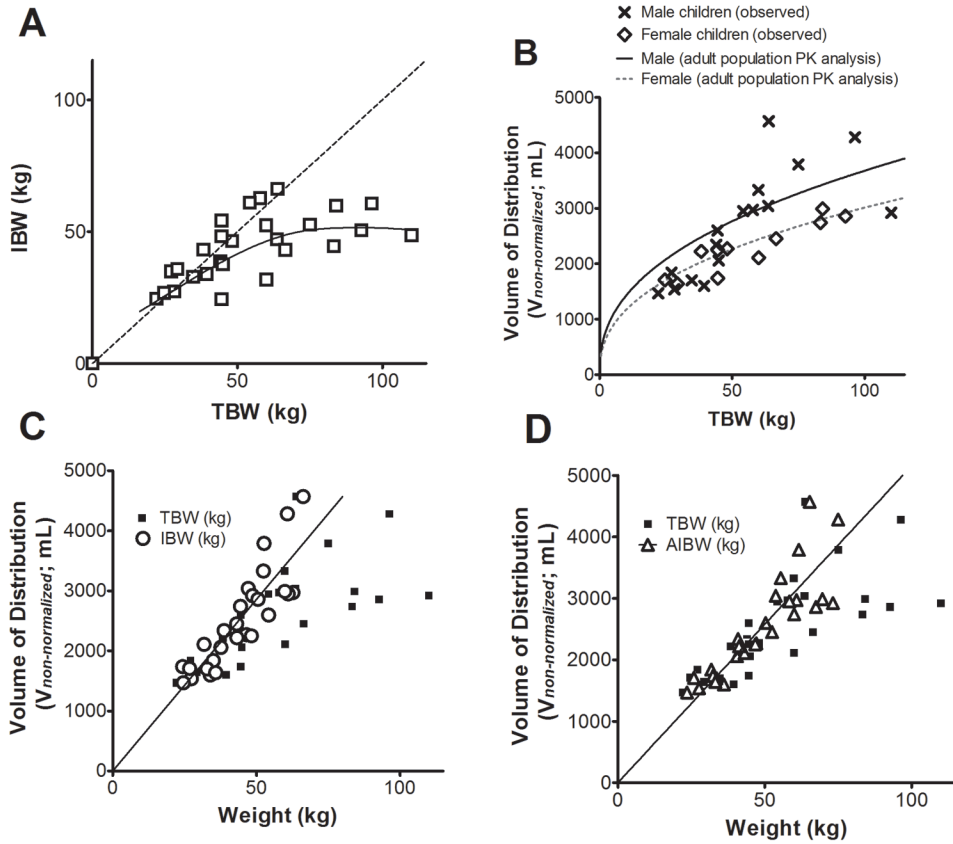 A
IBW (kg)
100
50
0
0
50
100
TBW (kg)
Male children (observed)
Female children (observed)
Male (adult population PK analysis)
Female (adult population PK analysis)
B
Volume of Distribution
(Vnon-normalized; mL)
5000
4000
3000
2000
1000
0
0
50
100
TBW (kg)
C
Volume of Distribution
(Vnon-normalized; mL)
5000
4000
3000
2000
1000
0
TBW (kg)
IBW (kg)
0
50
100
Weight (kg)
D
Volume of Distribution
(Vnon-normalized; mL)
5000
4000
3000
2000
1000
0
TBW (kg)
AIBW (kg)
0
50
100
Weight (kg)